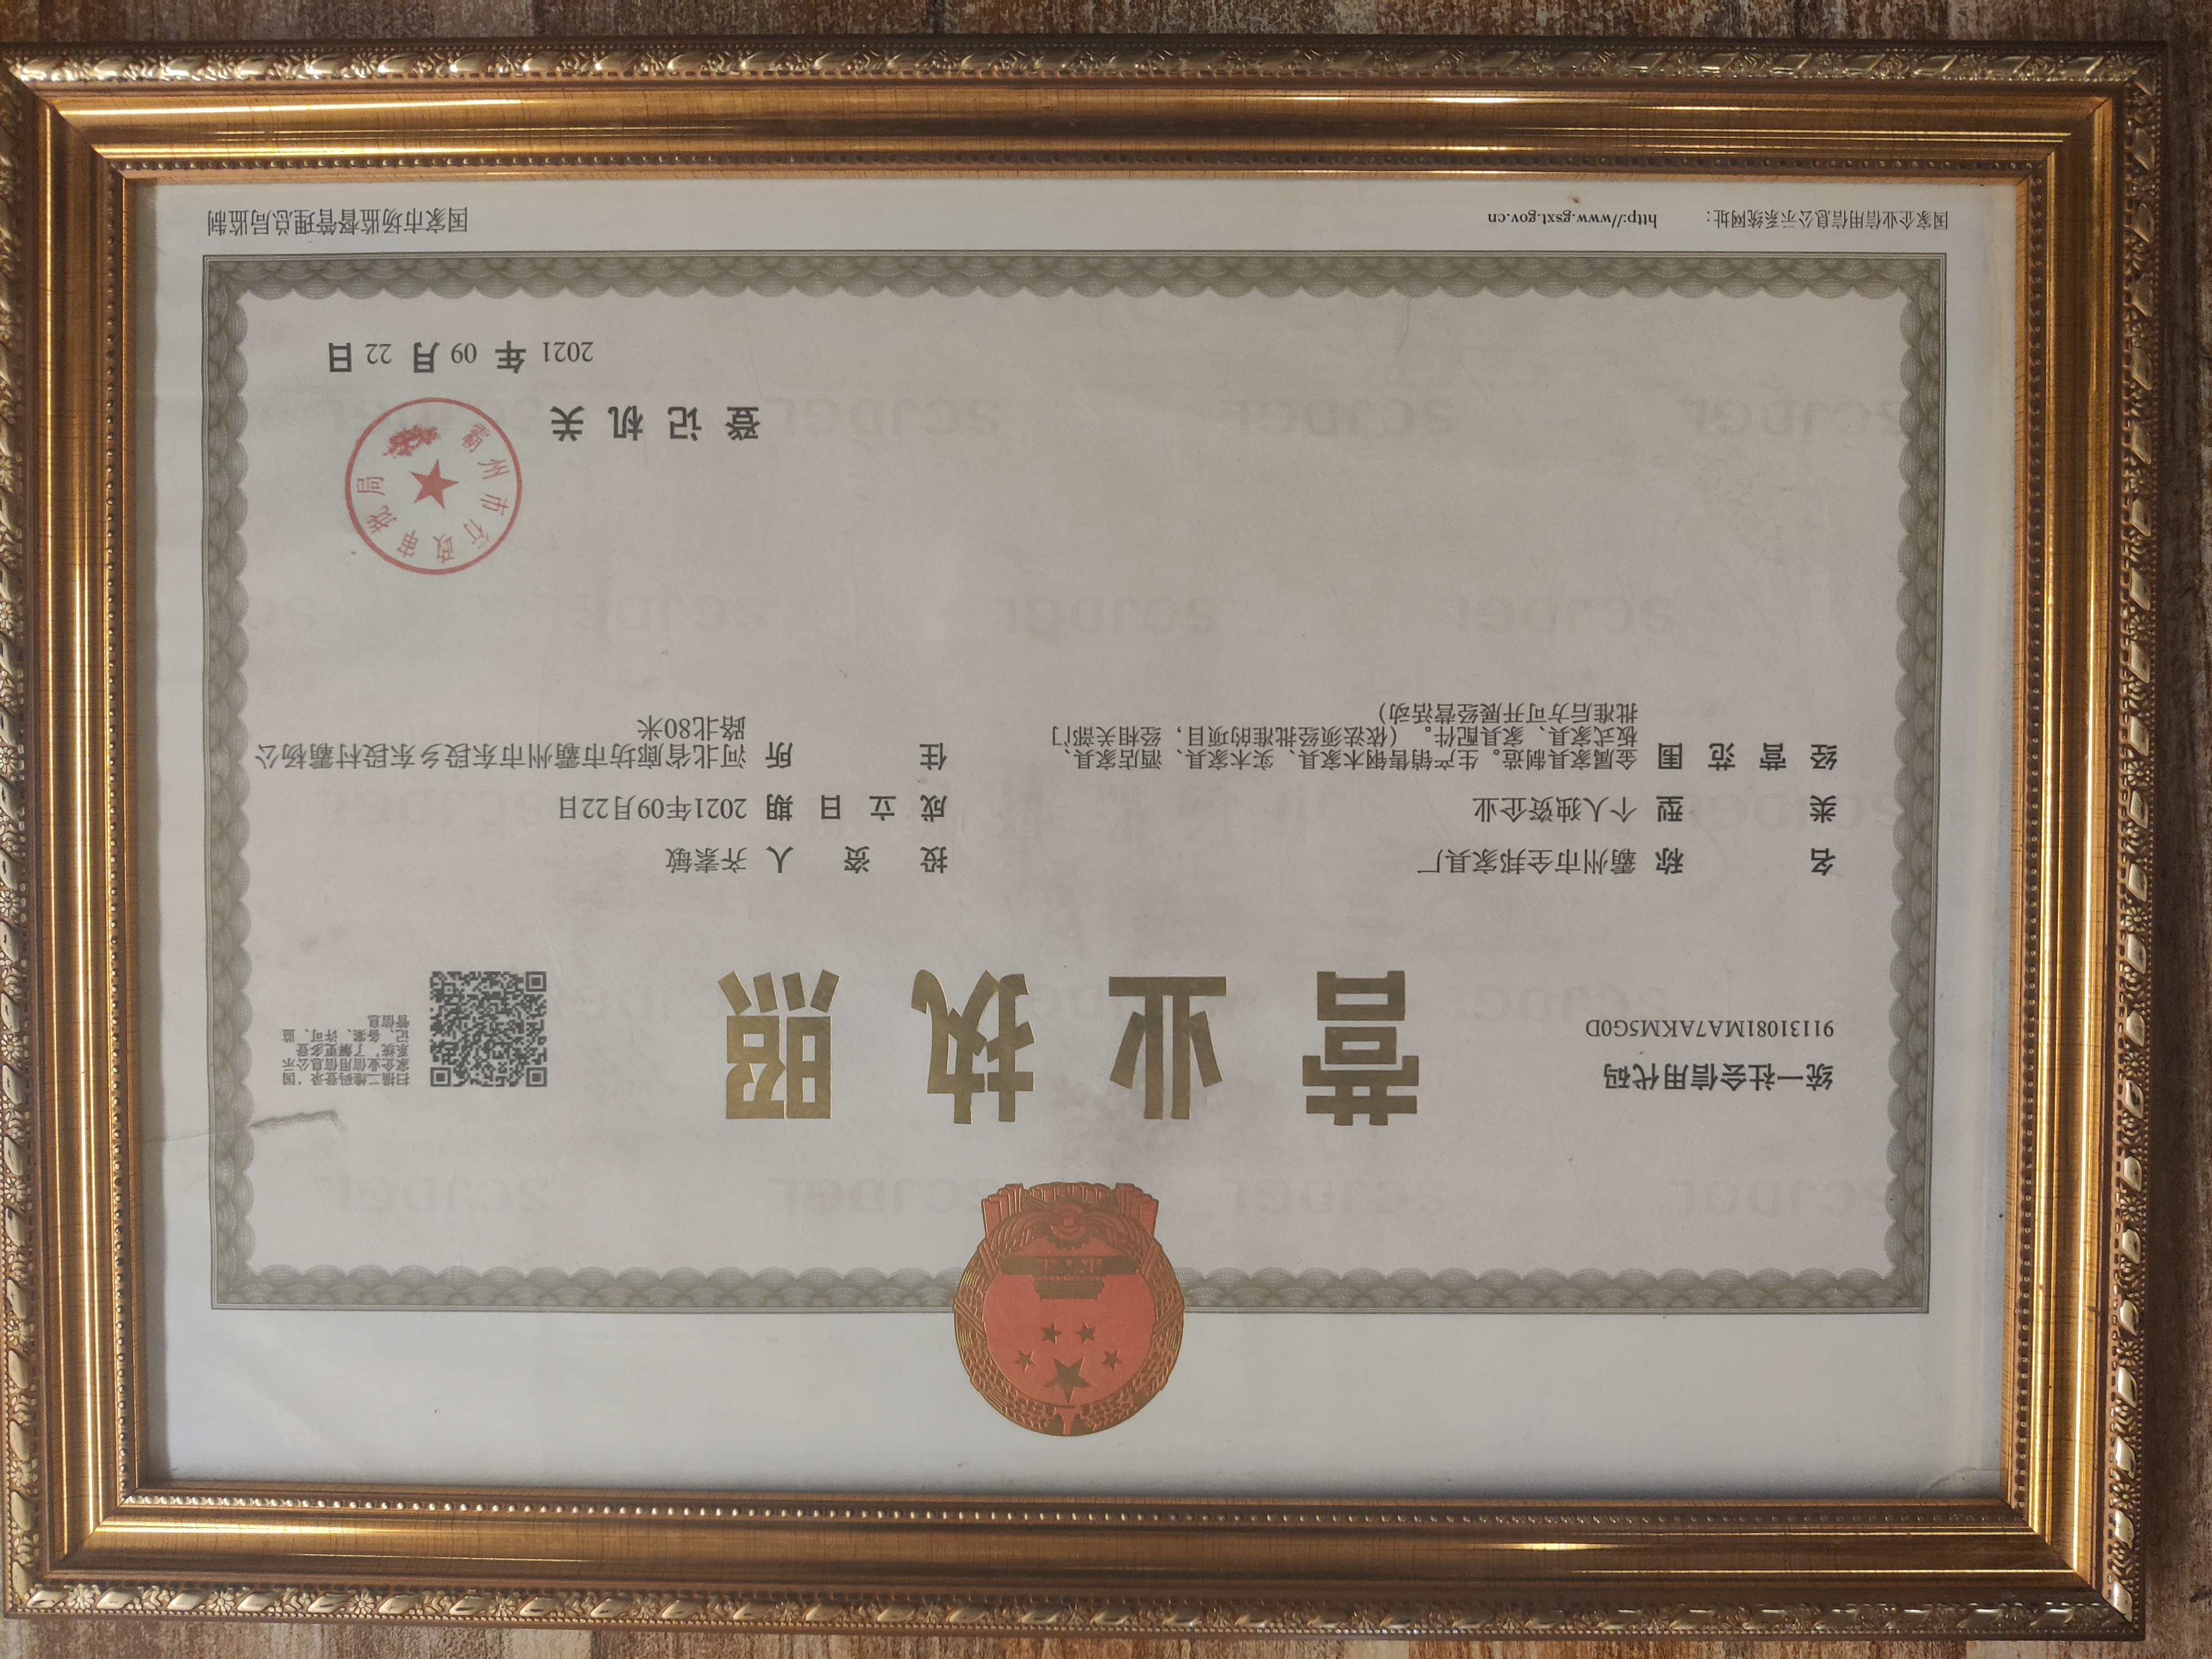 统一社会信用代码
91131081MA7AKM5G0D
营业执照
扫描二维码登录‘国
家企业信用信息公示
系统’了解更多登
记、备案、许可、监
管信息
名称 霸州市全邦家具厂
类型 个人独资企业
经营范围 金属家具制造。生产销售钢木家具、实木家具、酒店家具、
板式家具、家具配件。（依法须经批准的项目，经相关部门
批准后方可开展经营活动）
投资人 齐素敏
成立日期 2021年09月22日
住所 河北省廊坊市霸州市东段乡东段村霸杨公
路北80米
登记机关
霸州市行政审批局
2021 年 09 月 22 日
国家企业信用信息公示系统网址： http://www.gsxt.gov.cn
国家市场监督管理总局监制
SCJDGL